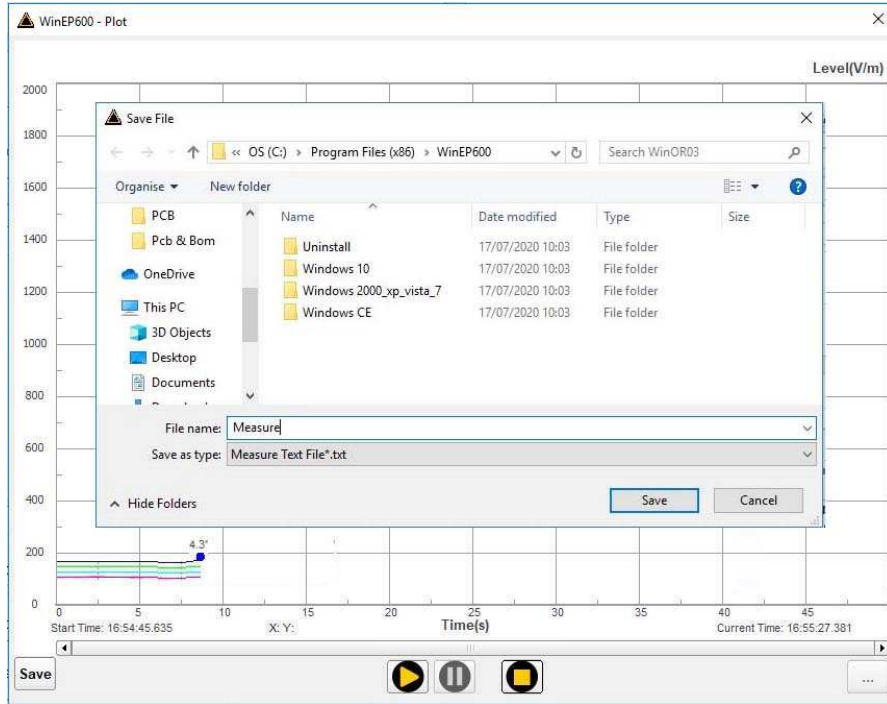 WinEP600 - Plot
Level(V/m)
2000
1800
1600
1400
1200
1000
800
600
400
200
0
Save File
« OS (C:) › Program Files (x86) › WinEP600
Search WinOR03
Organise
New folder
PCB
Pcb & Bom
OneDrive
This PC
3D Objects
Desktop
Documents
Name Date modified Type Size
Uninstall 17/07/2020 10:03 File folder
Windows 10 17/07/2020 10:03 File folder
Windows 2000_xp_vista_7 17/07/2020 10:03 File folder
Windows CE 17/07/2020 10:03 File folder
File name: Measure
Save as type: Measure Text File*.txt
Hide Folders
Save
Cancel
4.3"
0 5 10 15 20 25 30 35 40 45
Start Time: 16:54:45.635 X: Y: Time(s) Current Time: 16:55:27.381
Save
...